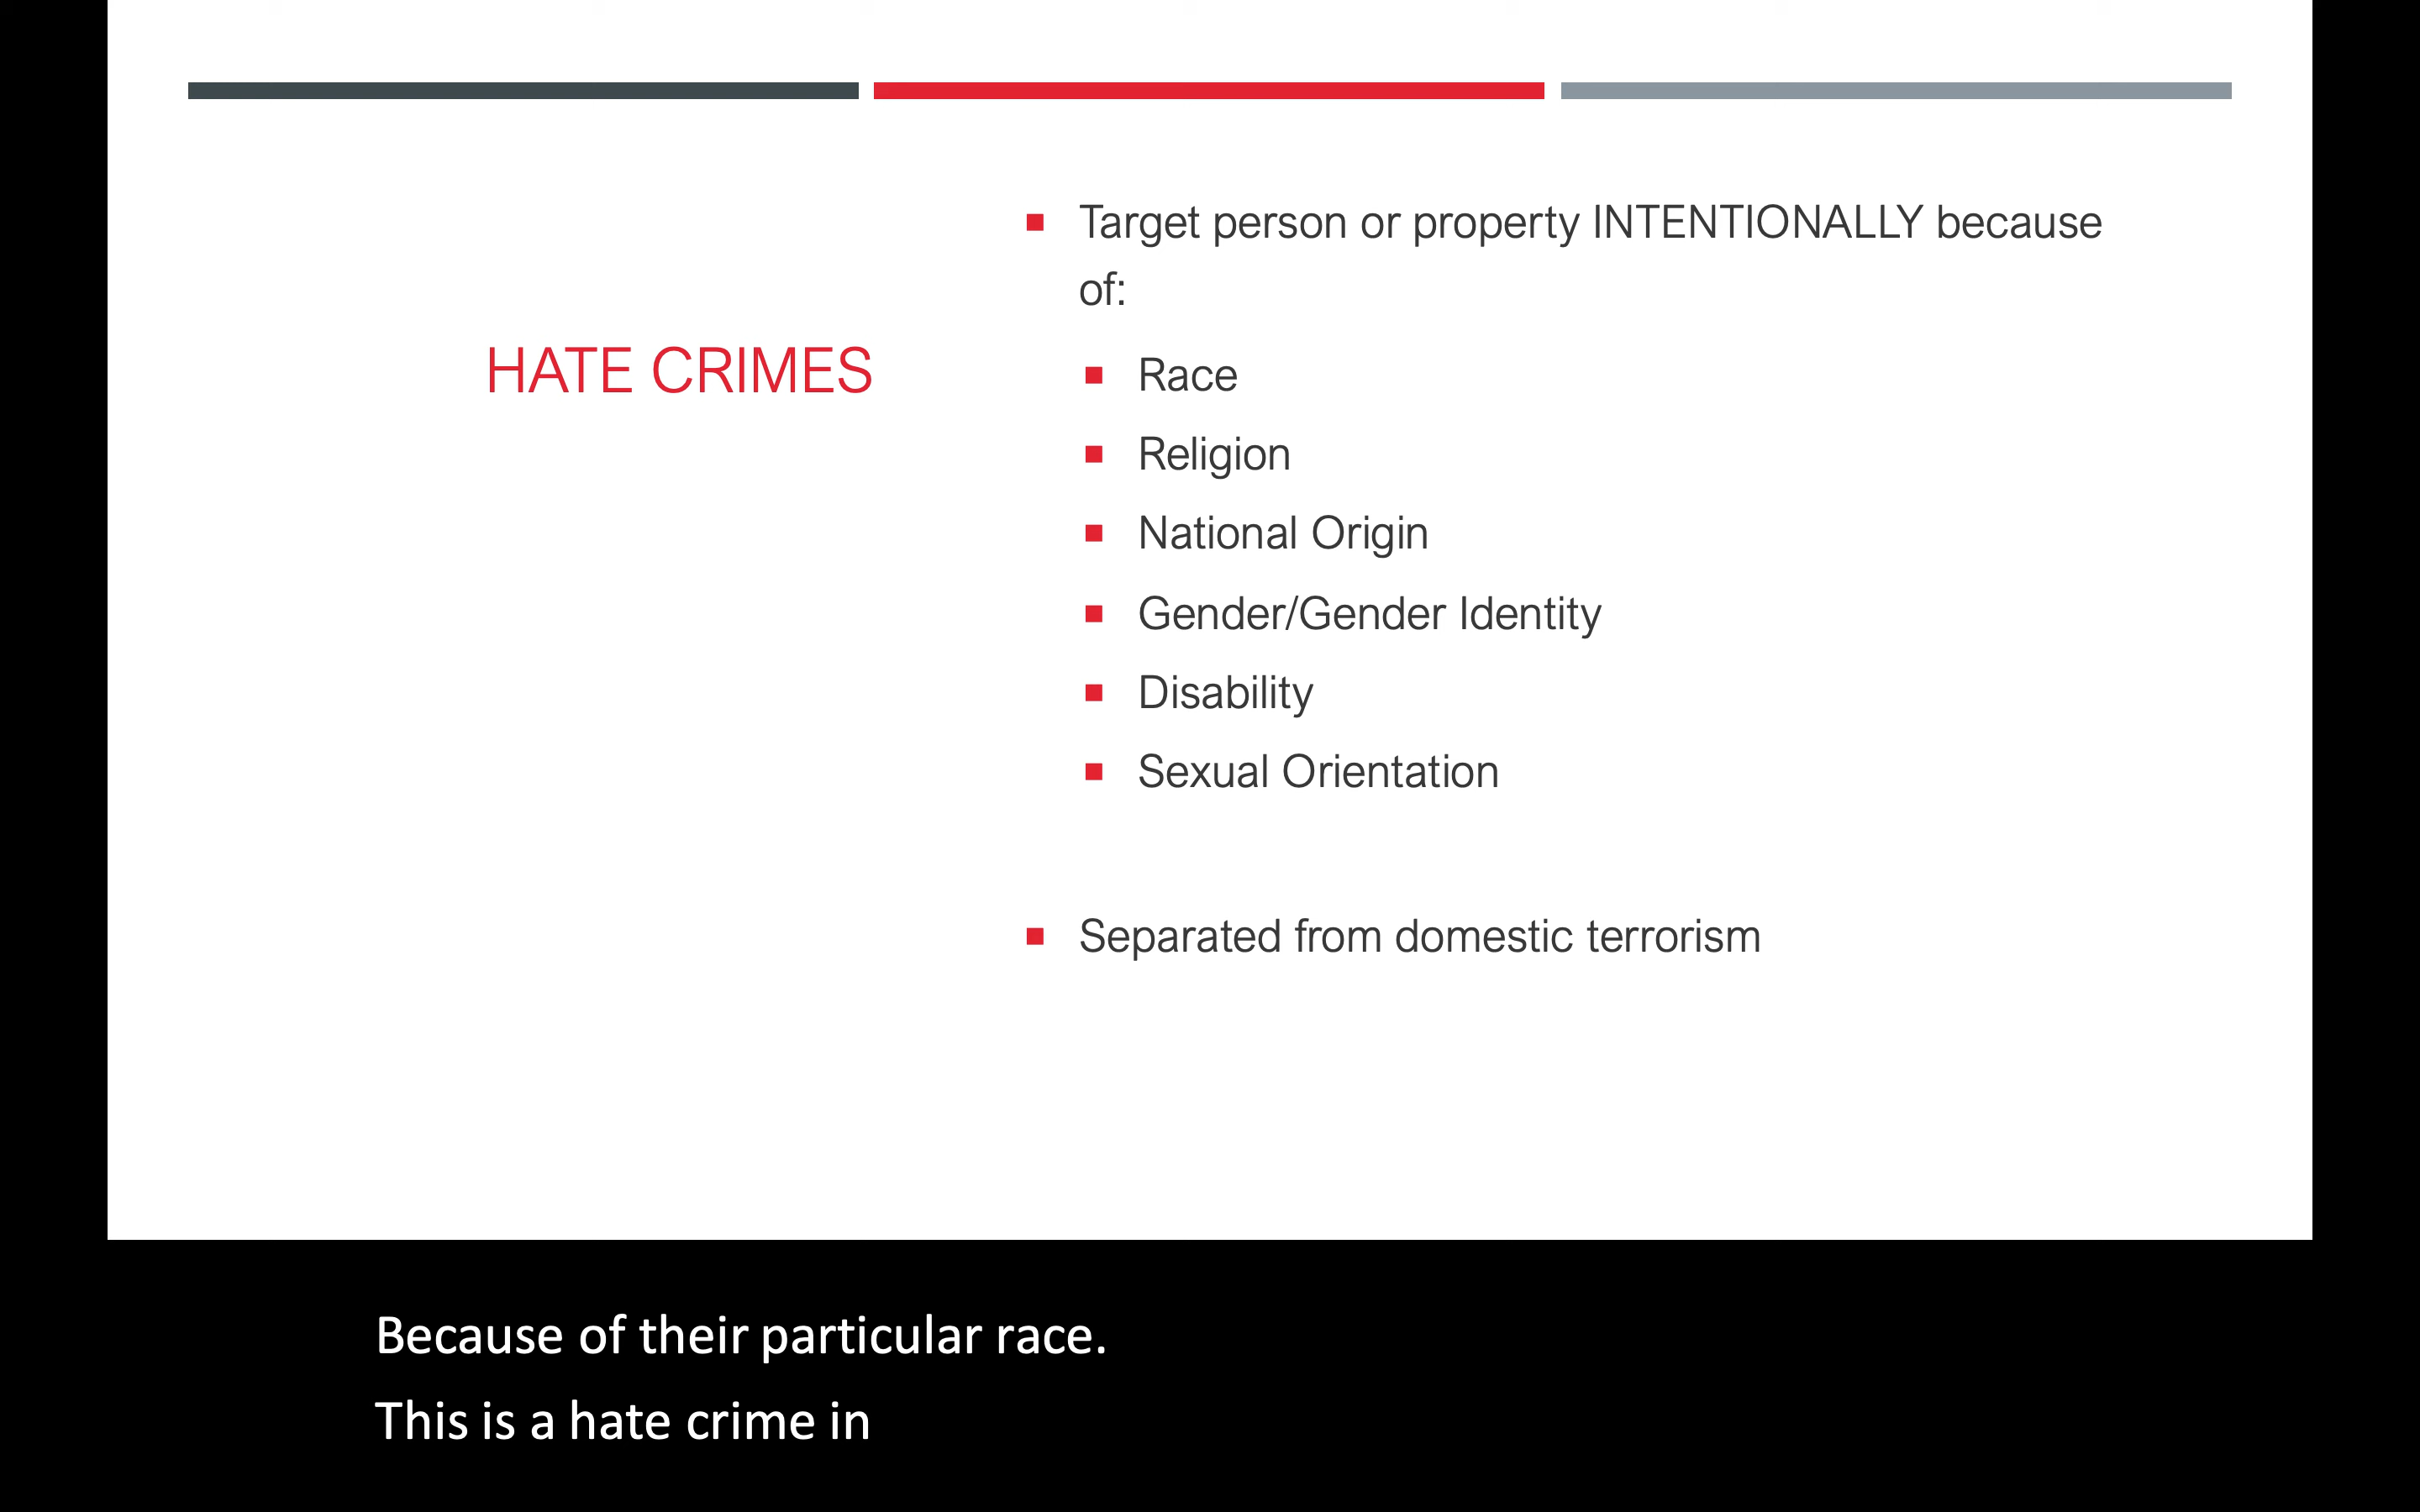 HATE CRIMES
Target person or property INTENTIONALLY because
of:
Race
Religion
National Origin
Gender/Gender Identity
Disability
Sexual Orientation
Separated from domestic terrorism
Because of their particular race.
This is a hate crime in